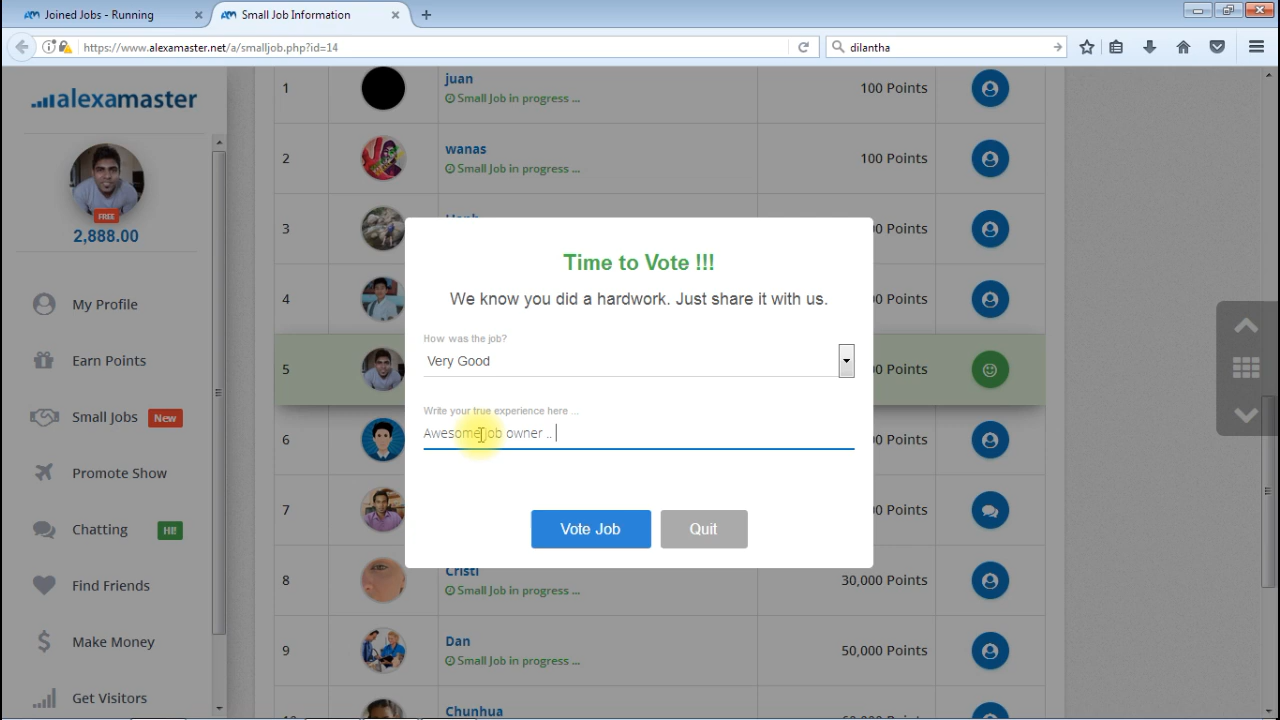 Joined Jobs - Running
Small Job Information
https://www.alexamaster.net/a/smalljob.php?id=14
dilantha
alexamaster
FREE
2,888.00
My Profile
Earn Points
Small Jobs New
Promote Show
Chatting HI!
Find Friends
Make Money
Get Visitors
1 juan 100 Points
Small Job in progress ...
2 wanas 100 Points
Small Job in progress ...
3
4
5
6
7
8 Cristi 30,000 Points
Small Job in progress ...
9 Dan 50,000 Points
Small Job in progress ...
Chunhua
Time to Vote !!!
We know you did a hardwork. Just share it with us.
How was the job?
Very Good
Write your true experience here ...
Awesome job owner ..
Vote Job Quit